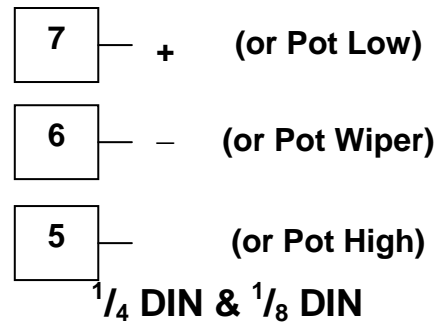 7 + (or Pot Low)
6 – (or Pot Wiper)
5 (or Pot High)
1/4 DIN & 1/8 DIN